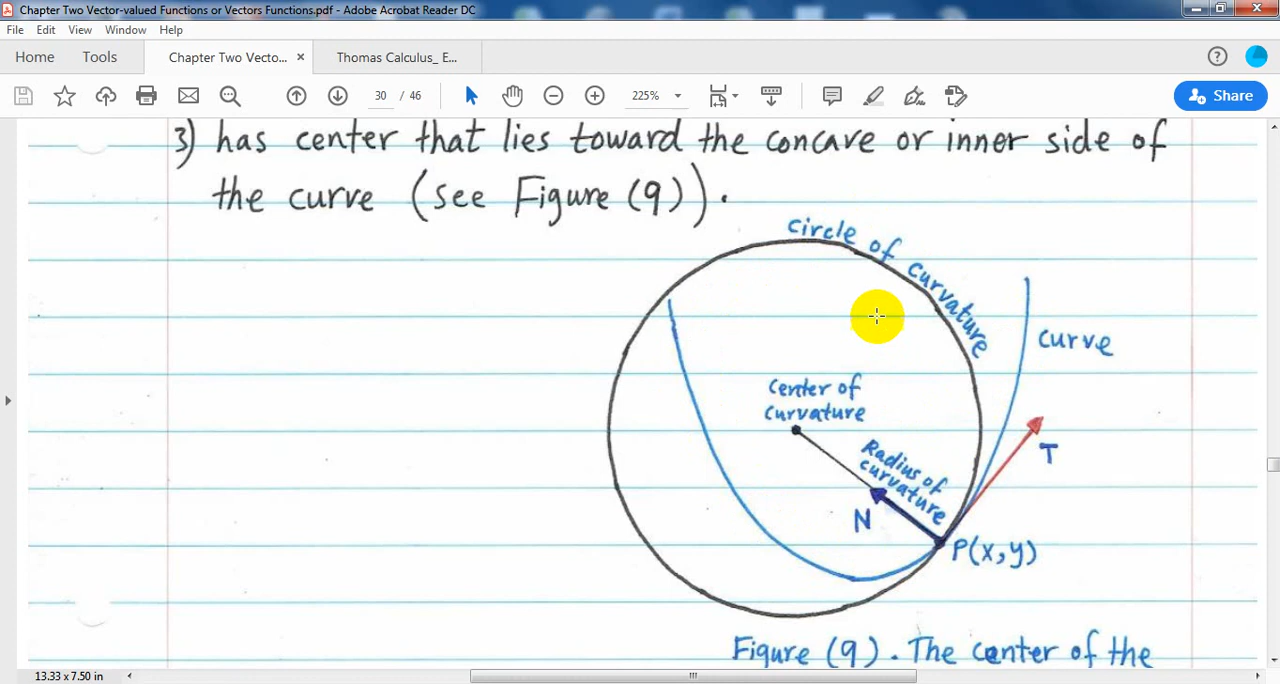 Chapter Two Vector-valued Functions or Vectors Functions.pdf - Adobe Acrobat Reader DC
File Edit View Window Help
Home Tools Chapter Two Vecto... × Thomas Calculus_ E...
30 / 46 225% Share
3) has center that lies toward the concave or inner side of
the curve (see Figure (9)).
circle of curvature
curve
Center of
curvature
Radius of
curvature
T
N
P(x,y)
Figure (9). The center of the
13.33 x 7.50 in